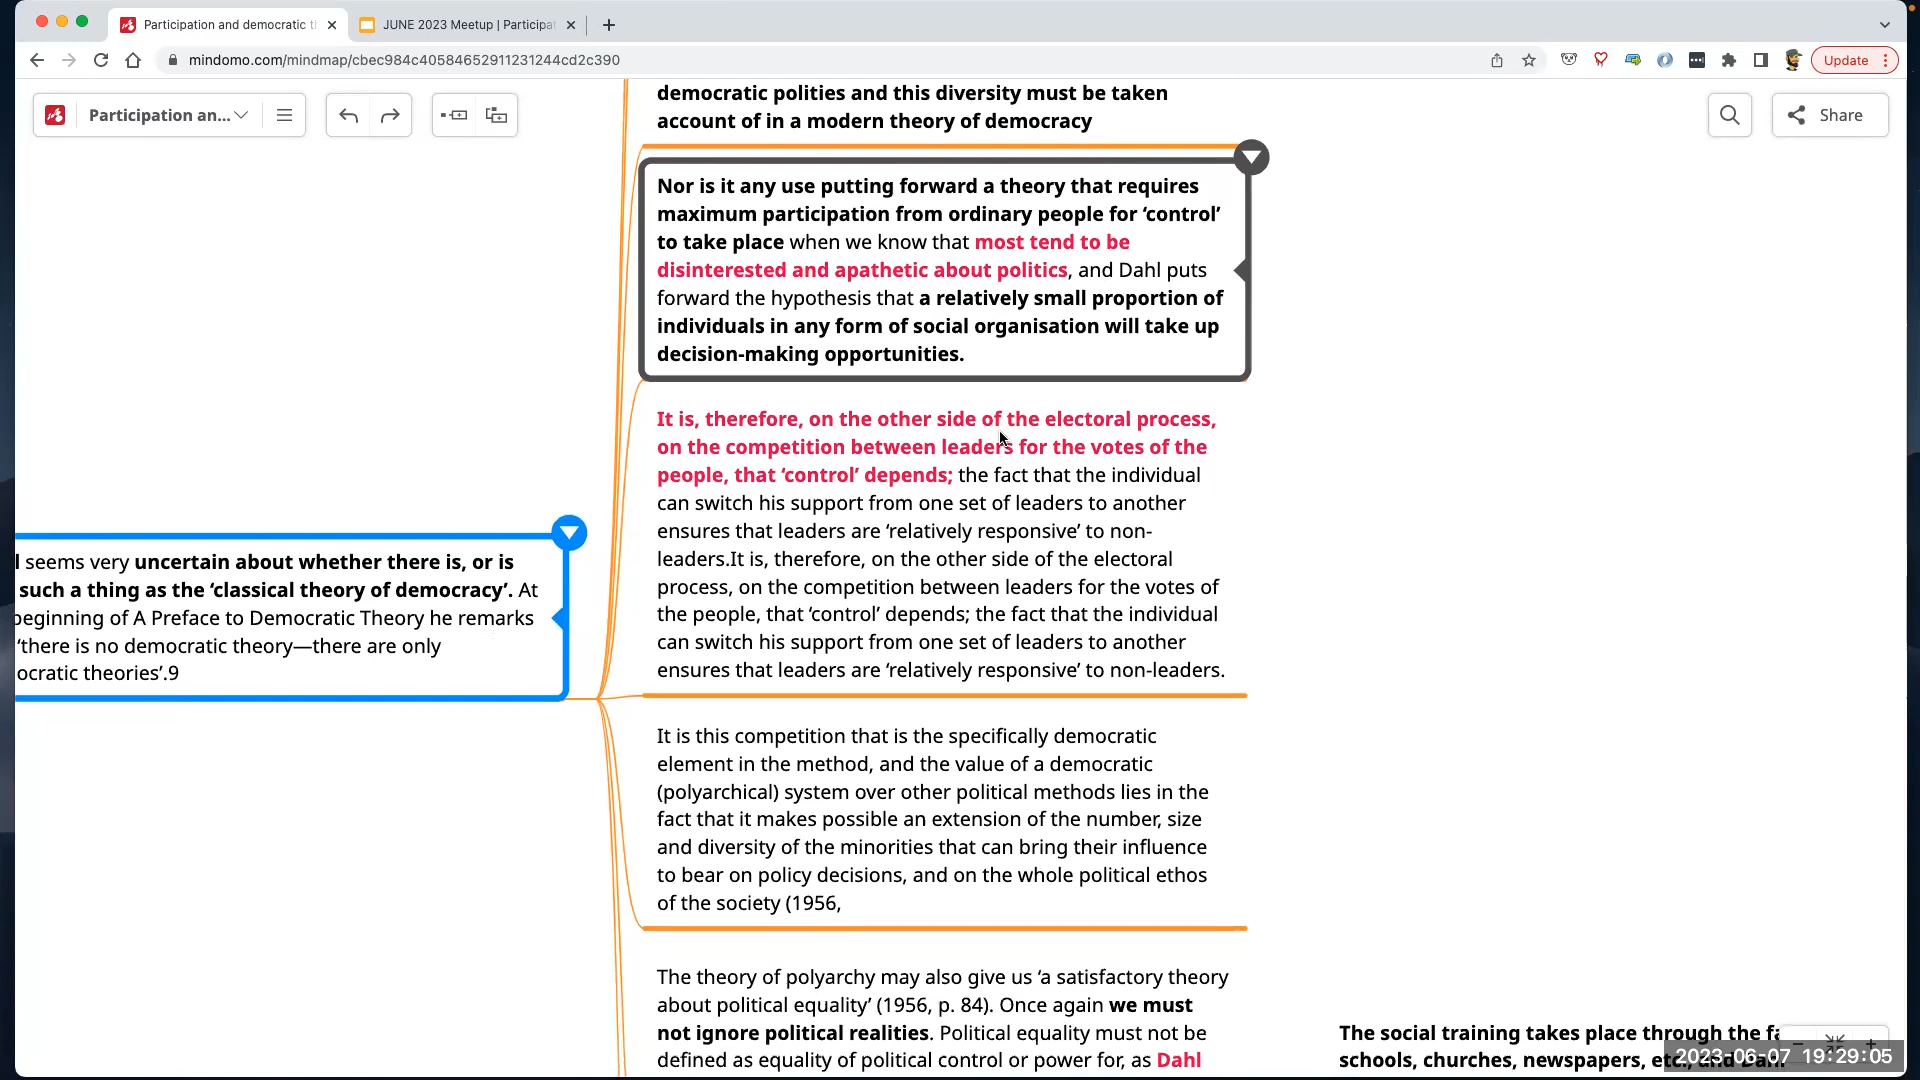 Participation and democratic t
JUNE 2023 Meetup | Participat
mindomo.com/mindmap/cbec984c40584652911231244cd2c390
Update
Participation an...
Share
democratic polities and this diversity must be taken
account of in a modern theory of democracy
Nor is it any use putting forward a theory that requires
maximum participation from ordinary people for ‘control’
to take place when we know that most tend to be
disinterested and apathetic about politics, and Dahl puts
forward the hypothesis that a relatively small proportion of
individuals in any form of social organisation will take up
decision-making opportunities.
It is, therefore, on the other side of the electoral process,
on the competition between leaders for the votes of the
people, that ‘control’ depends; the fact that the individual
can switch his support from one set of leaders to another
ensures that leaders are ‘relatively responsive’ to non-
leaders.It is, therefore, on the other side of the electoral
process, on the competition between leaders for the votes of
the people, that ‘control’ depends; the fact that the individual
can switch his support from one set of leaders to another
ensures that leaders are ‘relatively responsive’ to non-leaders.
l seems very uncertain about whether there is, or is
such a thing as the ‘classical theory of democracy’. At
beginning of A Preface to Democratic Theory he remarks
‘there is no democratic theory—there are only
ocratic theories’.9
It is this competition that is the specifically democratic
element in the method, and the value of a democratic
(polyarchical) system over other political methods lies in the
fact that it makes possible an extension of the number, size
and diversity of the minorities that can bring their influence
to bear on policy decisions, and on the whole political ethos
of the society (1956,
The theory of polyarchy may also give us ‘a satisfactory theory
about political equality’ (1956, p. 84). Once again we must
not ignore political realities. Political equality must not be
defined as equality of political control or power for, as Dahl
The social training takes place through the fa
schools, churches, newspapers, etc., and Dahl
2023-06-07 19:29:05